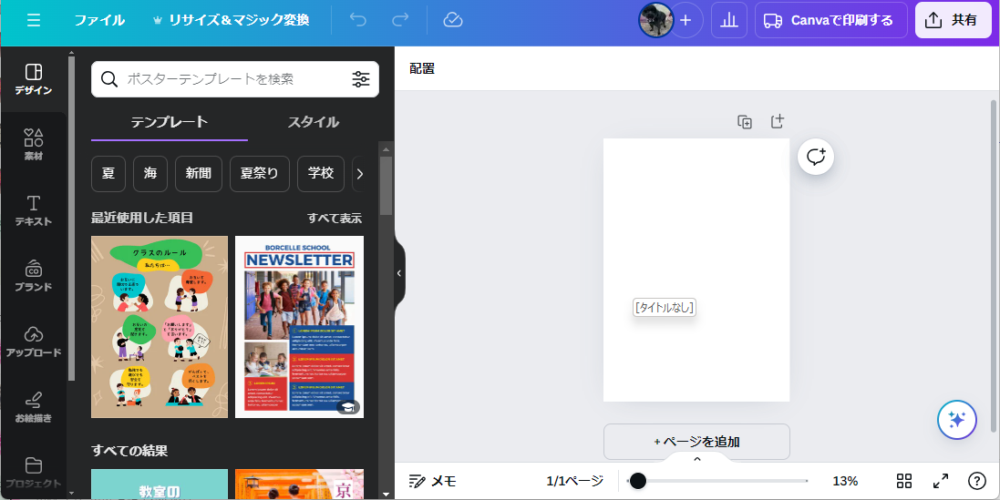 ファイル
リサイズ＆マジック変換
Canvaで印刷する
共有
デザイン
素材
テキスト
ブランド
アップロード
お絵描き
プロジェクト
ポスターテンプレートを検索
テンプレート
スタイル
夏
海
新聞
夏祭り
学校
最近使用した項目
すべて表示
クラスのルール
私たちは…
BORCELLE SCHOOL
NEWSLETTER
すべての結果
教室の
京
配置
[タイトルなし]
+ ページを追加
メモ
1/1ページ
13%